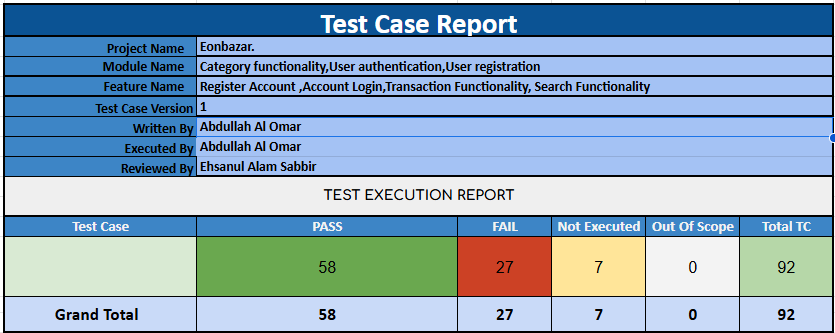 Test Case Report
Project Name Eonbazar.
Module Name Category functionality,User authentication,User registration
Feature Name Register Account ,Account Login,Transaction Functionality, Search Functionality
Test Case Version 1
Written By Abdullah Al Omar
Executed By Abdullah Al Omar
Reviewed By Ehsanul Alam Sabbir
TEST EXECUTION REPORT
Test Case PASS FAIL Not Executed Out Of Scope Total TC
58 27 7 0 92
Grand Total 58 27 7 0 92